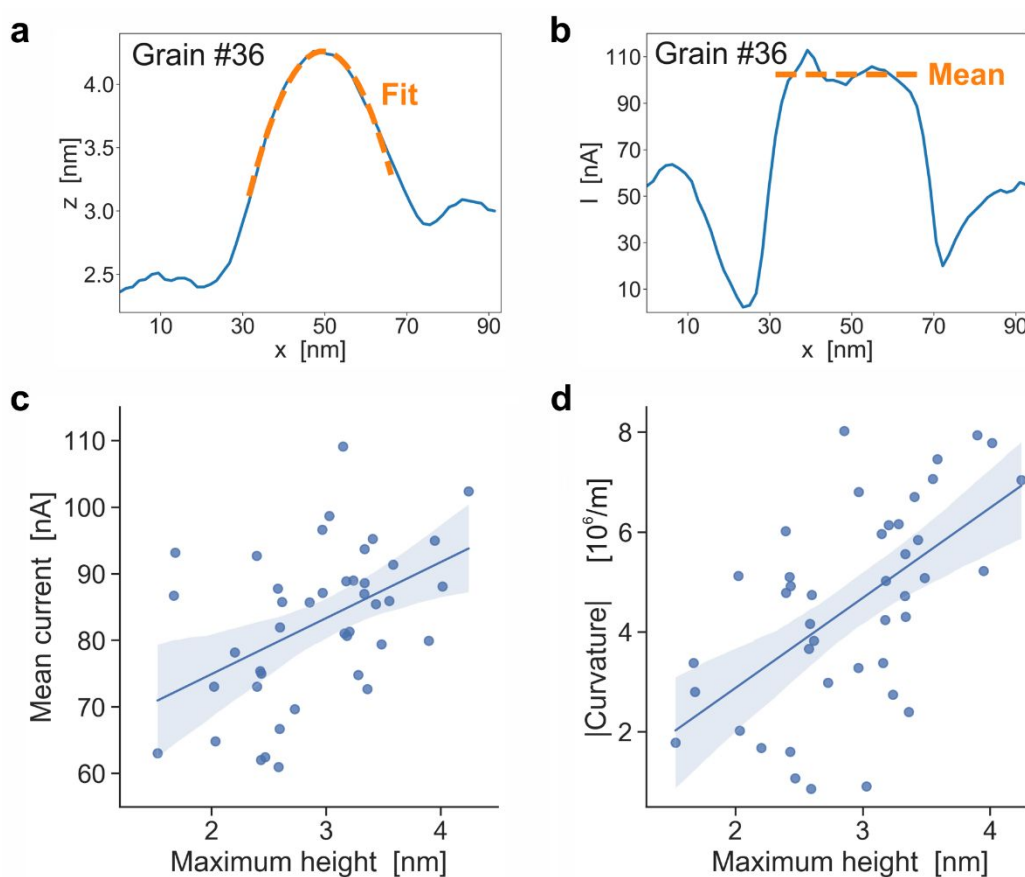 a
Grain #36
Fit
z [nm]
4.0
3.5
3.0
2.5
10
30
50
70
90
x [nm]
b
Grain #36
Mean
I [nA]
110
90
70
50
30
10
10
30
50
70
90
x [nm]
c
Mean current [nA]
110
100
90
80
70
60
2
3
4
Maximum height [nm]
d
|Curvature| [10⁶/m]
8
6
4
2
2
3
4
Maximum height [nm]